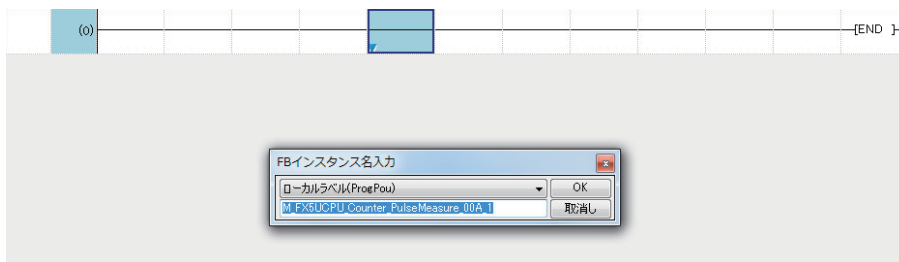 (0)
[END ]
FBインスタンス名入力
ローカルラベル(ProgPou)
OK
M_FX5UCPU_Counter_PulseMeasure_00A_1
取消し